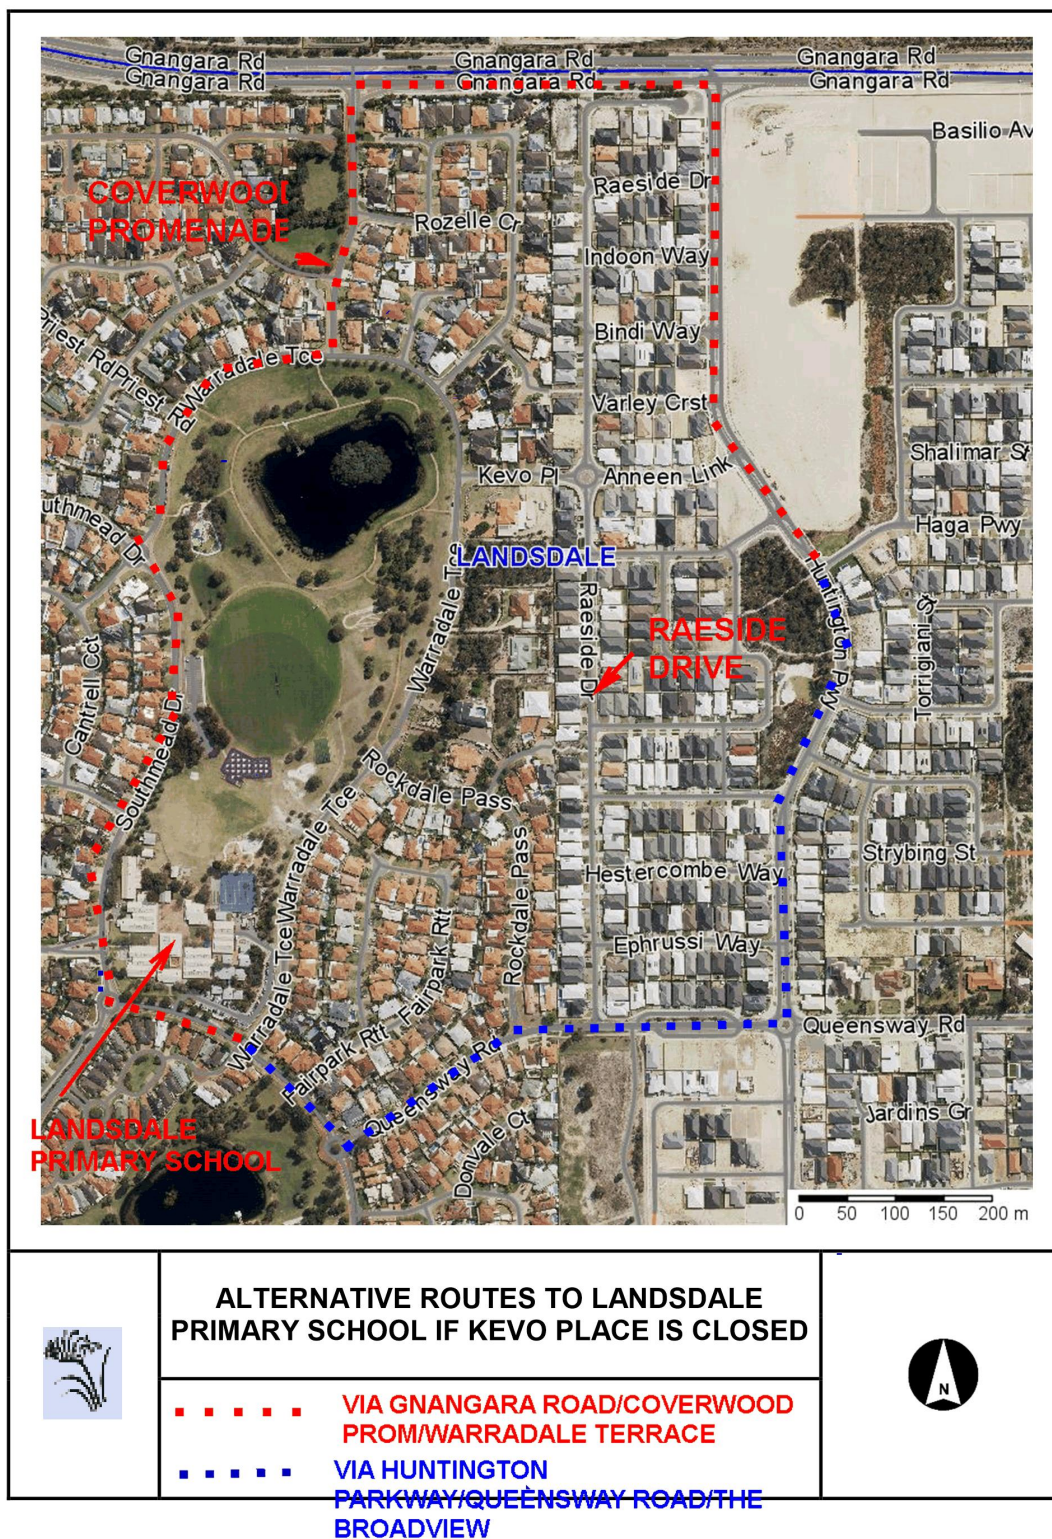 Gnangara Rd
Gnangara Rd
Gnangara Rd
Gnangara Rd
Gnangara Rd
Gnangara Rd
Basilio Av
COVERWOO
PROMENADE
Raeside Dr
Rozelle Cr
Indoon Way
Bindi Way
Priest Rd
Priest Rd
Warradale Tce
Varley Crst
Shalimar St
Kevo Pl
Anneen Link
uthmead Dr
Haga Pwy
LANDSDALE
Warradale Tce
Huntington Pwy
Raeside Dr
RAESIDE
DRIVE
Torrigiani St
Cantrell Cct
Southmead Dr
Rockdale Pass
Warradale Tce
Strybing St
Hestercombe Way
Rockdale Pass
Fairpark Rtt
Ephrussi Way
Warradale Tce
Warradale Tce
Fairpark Rtt
Queensway Rd
Queensway Rd
Donvale Ct
Jardins Gr
LANDSDALE
PRIMARY SCHOOL
0 50 100 150 200 m
ALTERNATIVE ROUTES TO LANDSDALE
PRIMARY SCHOOL IF KEVO PLACE IS CLOSED
N
VIA GNANGARA ROAD/COVERWOOD
PROM/WARRADALE TERRACE
VIA HUNTINGTON
PARKWAY/QUEENSWAY ROAD/THE
BROADVIEW